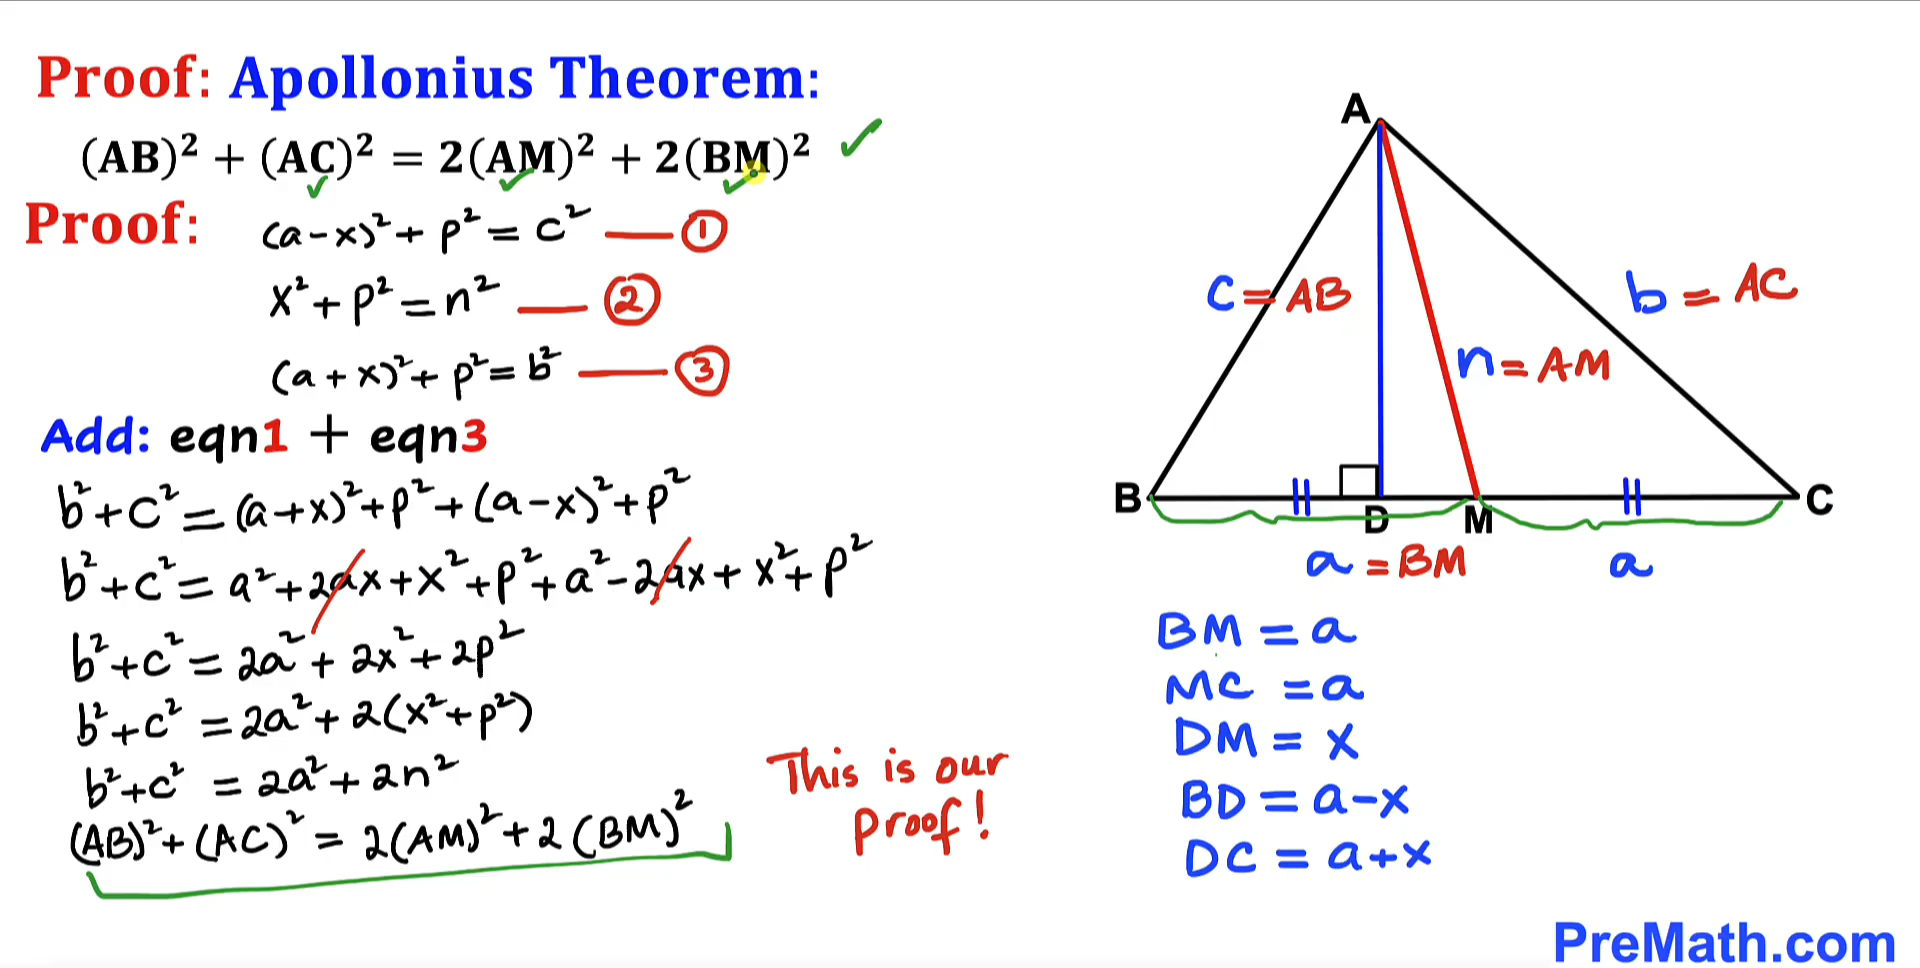 Proof: Apollonius Theorem:
(AB)² + (AC)² = 2(AM)² + 2(BM)² ✓
Proof: (a-x)² + p² = c² — ①
x² + p² = n² — ②
(a+x)² + p² = b² — ③
Add: eqn1 + eqn3
b²+c² = (a+x)²+p²+(a-x)²+p²
b²+c² = a²+2ax+x²+p²+a²-2ax+x²+p²
b²+c² = 2a²+2x²+2p²
b²+c² = 2a²+2(x²+p²)
b²+c² = 2a²+2n²
(AB)²+(AC)² = 2(AM)²+2(BM)²
This is our
proof!
A
c = AB
b = AC
n = AM
B
D
M
C
a = BM
a
BM = a
MC = a
DM = x
BD = a-x
DC = a+x
PreMath.com